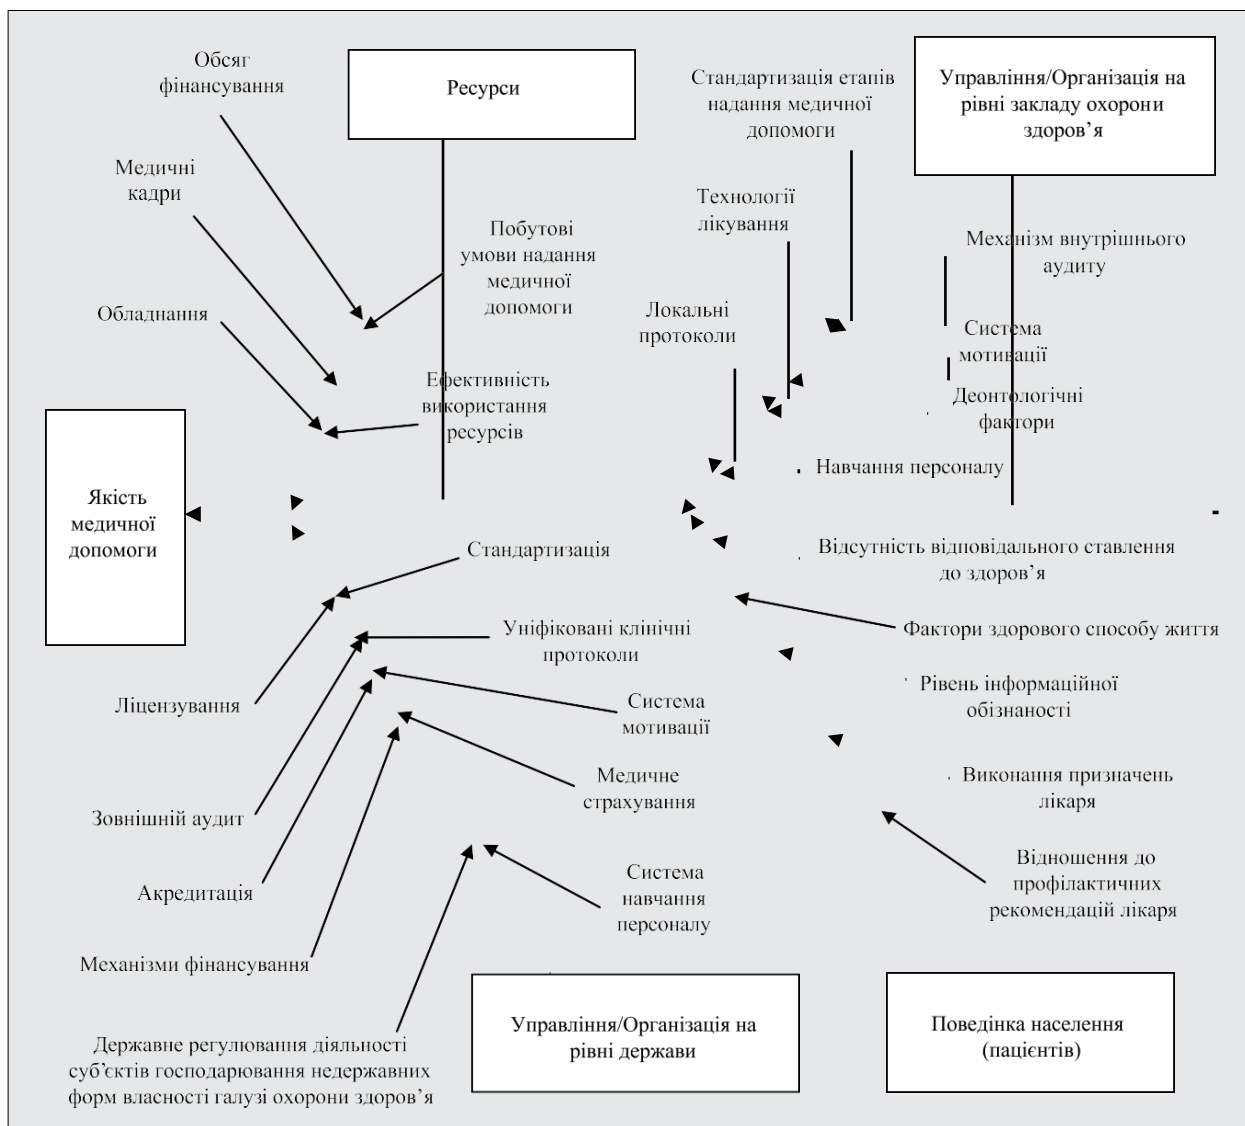 Обсяг
фінансування
Ресурси
Стандартизація етапів
надання медичної
допомоги
Управління/Організація на
рівні закладу охорони
здоров’я
Медичні
кадри
Технології
лікування
Побутові
умови надання
медичної
допомоги
Механізм внутрішнього
аудиту
Обладнання
Локальні
протоколи
Система
мотивації
Ефективність
використання
ресурсів
Деонтологічні
фактори
Навчання персоналу
Якість
медичної
допомоги
Стандартизація
Відсутність відповідального ставлення
до здоров’я
Уніфіковані клінічні
протоколи
Фактори здорового способу життя
Ліцензування
Система
мотивації
Рівень інформаційної
обізнаності
Медичне
страхування
Виконання призначень
лікаря
Зовнішній аудит
Акредитація
Система
навчання
персоналу
Відношення до
профілактичних
рекомендацій лікаря
Механізми фінансування
Державне регулювання діяльності
суб’єктів господарювання недержавних
форм власності галузі охорони здоров’я
Управління/Організація на
рівні держави
Поведінка населення
(пацієнтів)